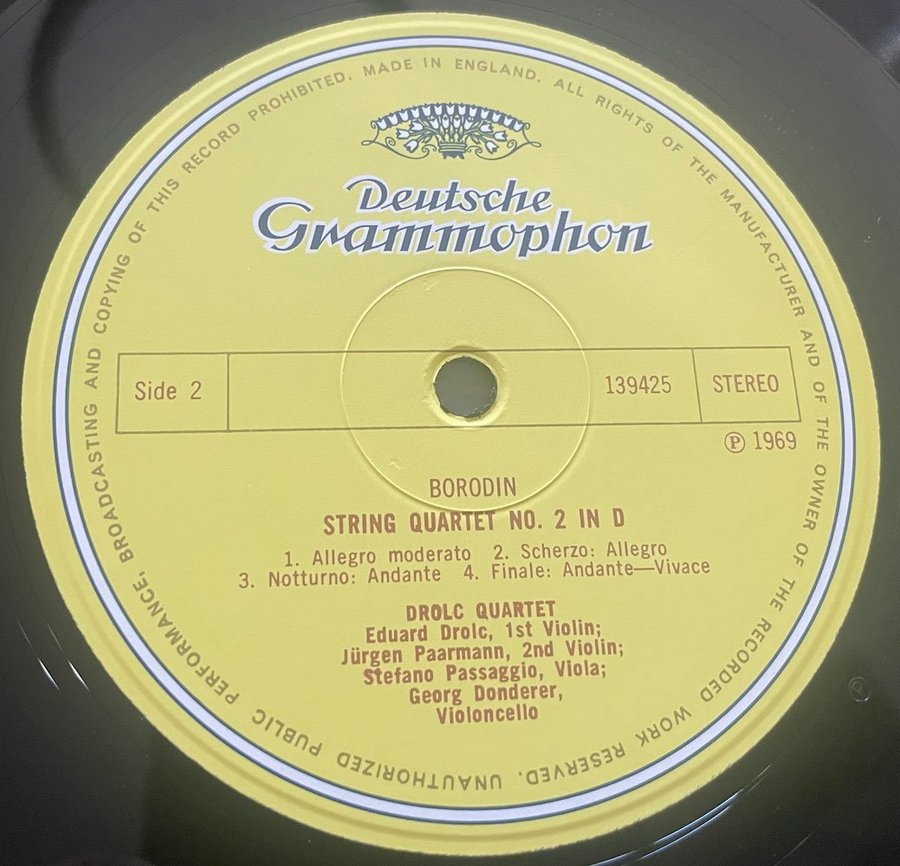 MADE IN ENGLAND. ALL RIGHTS OF THE MANUFACTURER AND OF THE OWNER OF THE RECORDED WORK RESERVED. UNAUTHORIZED PUBLIC PERFORMANCE, BROADCASTING AND COPYING OF THIS RECORD PROHIBITED.
Deutsche
Grammophon
Side 2 139425 STEREO
℗ 1969
BORODIN
STRING QUARTET NO. 2 IN D
1. Allegro moderato 2. Scherzo: Allegro
3. Notturno: Andante 4. Finale: Andante—Vivace
DROLC QUARTET
Eduard Drolc, 1st Violin;
Jürgen Paarmann, 2nd Violin;
Stefano Passaggio, Viola;
Georg Donderer,
Violoncello